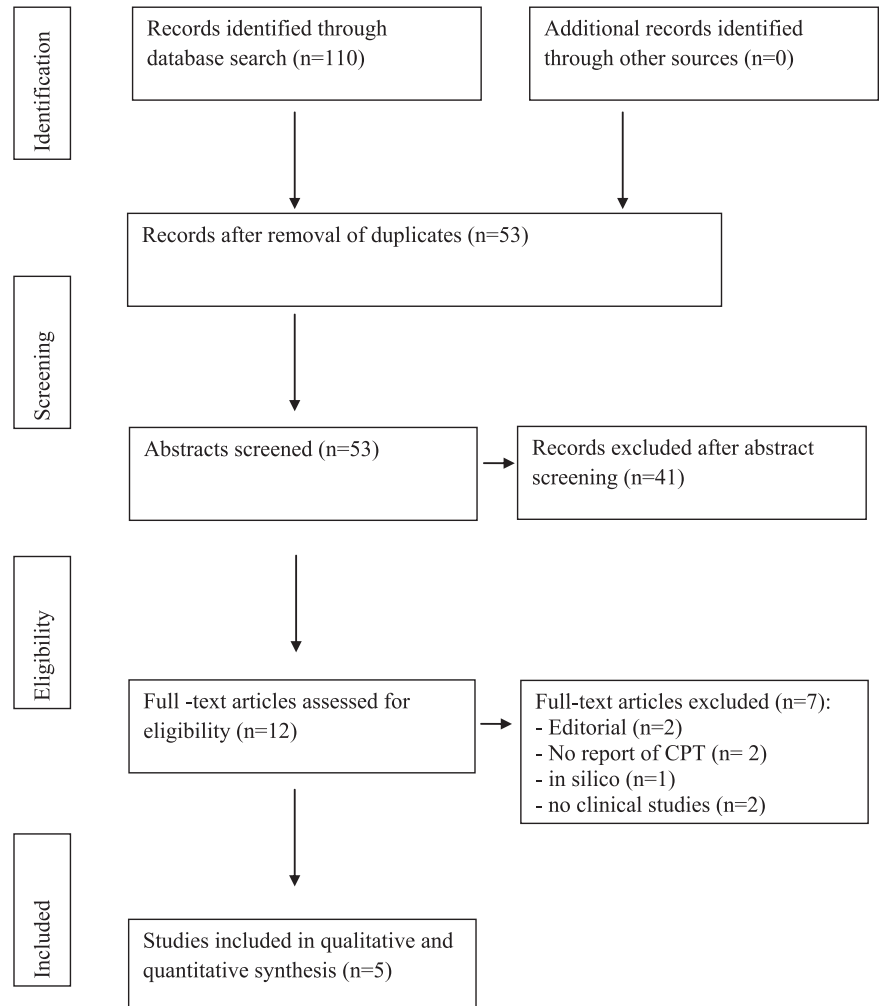 Identification
Records identified through
database search (n=110)
Additional records identified
through other sources (n=0)
Records after removal of duplicates (n=53)
Screening
Abstracts screened (n=53)
Records excluded after abstract
screening (n=41)
Eligibility
Full -text articles assessed for
eligibility (n=12)
Full-text articles excluded (n=7):
- Editorial (n=2)
- No report of CPT (n= 2)
- in silico (n=1)
- no clinical studies (n=2)
Included
Studies included in qualitative and
quantitative synthesis (n=5)